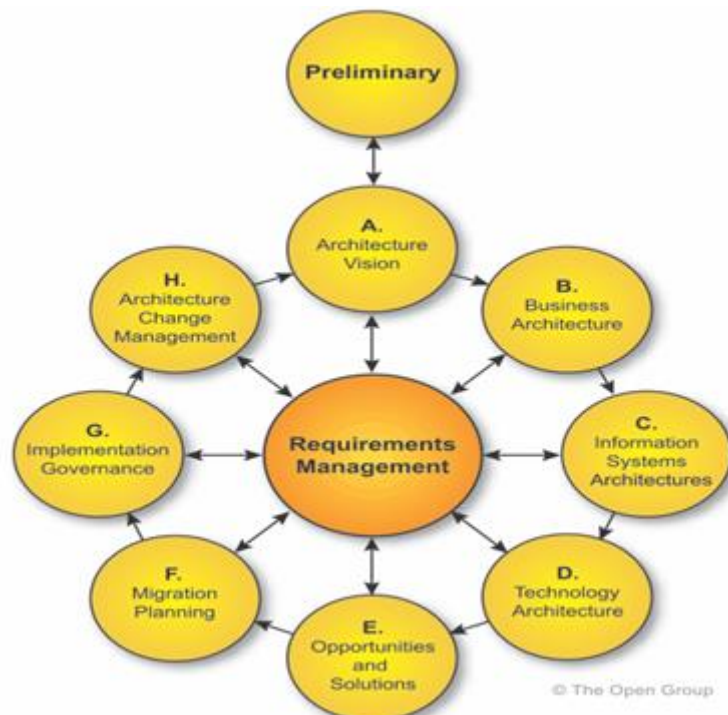 Preliminary
A.
Architecture
Vision
B.
Business
Architecture
C.
Information
Systems
Architectures
D.
Technology
Architecture
E.
Opportunities
and
Solutions
F.
Migration
Planning
G.
Implementation
Governance
H.
Architecture
Change
Management
Requirements
Management
© The Open Group